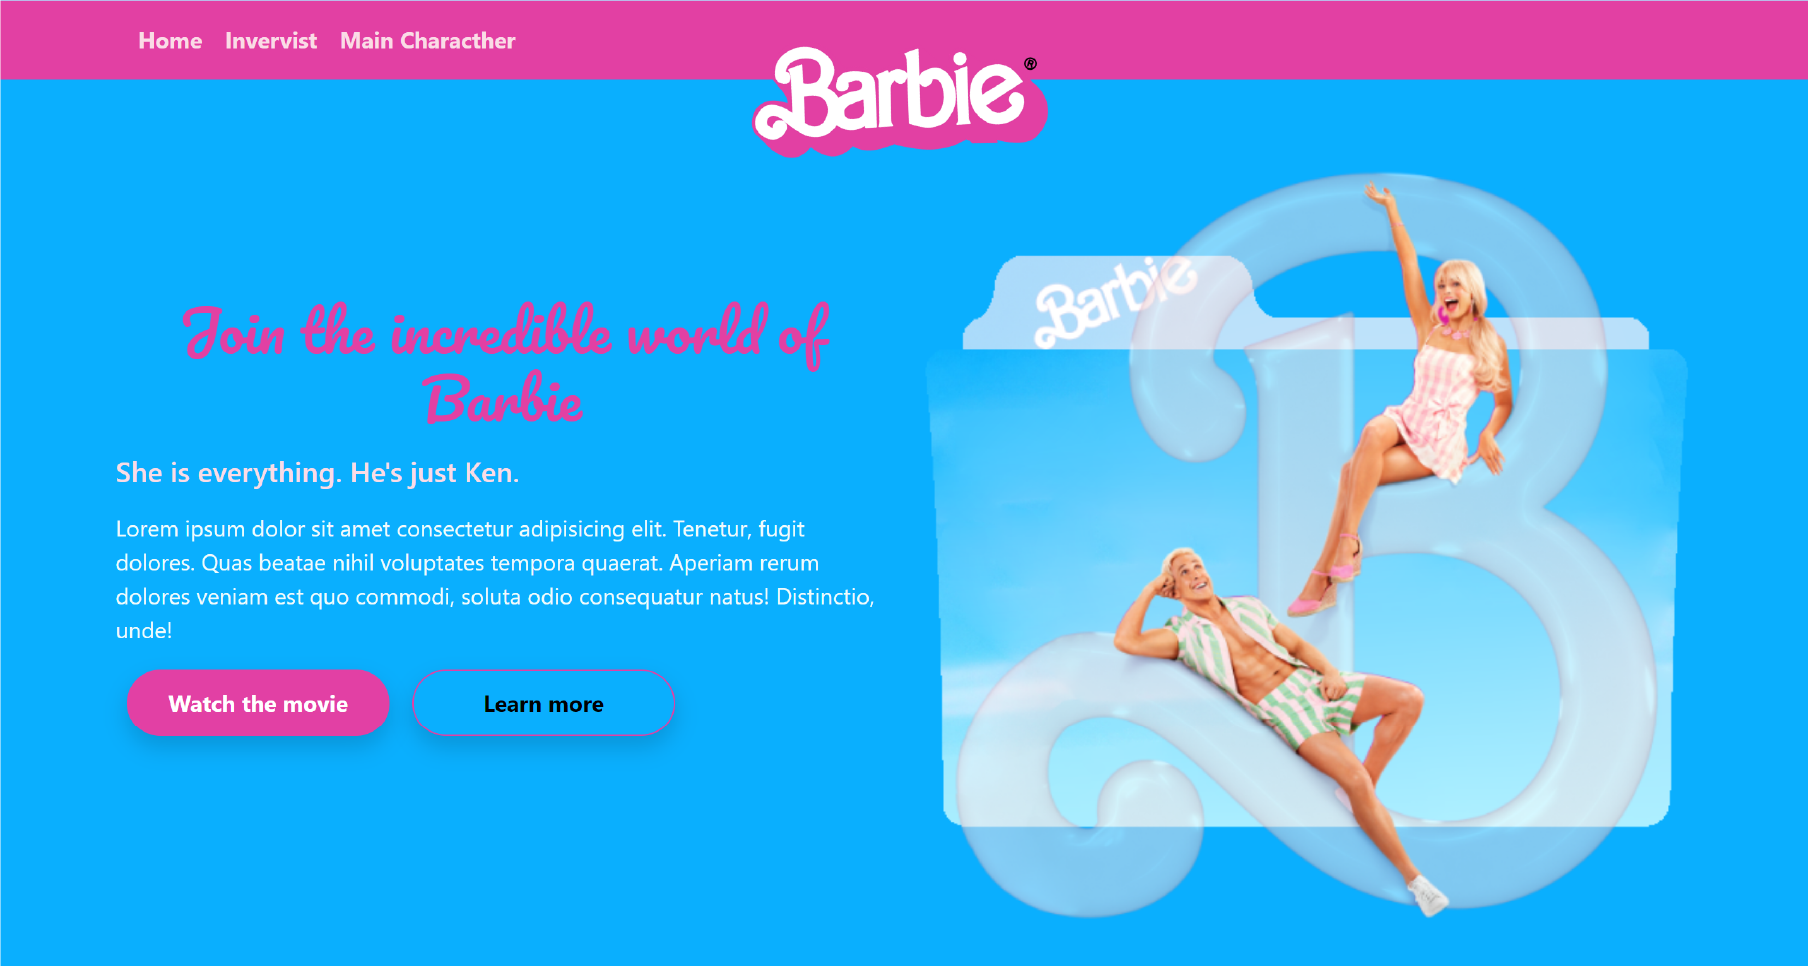 Home Invervist Main Characther
Barbie®
Barbie
Join the incredible world of
Barbie
She is everything. He's just Ken.
Lorem ipsum dolor sit amet consectetur adipisicing elit. Tenetur, fugit
dolores. Quas beatae nihil voluptates tempora quaerat. Aperiam rerum
dolores veniam est quo commodi, soluta odio consequatur natus! Distinctio,
unde!
Watch the movie Learn more
B